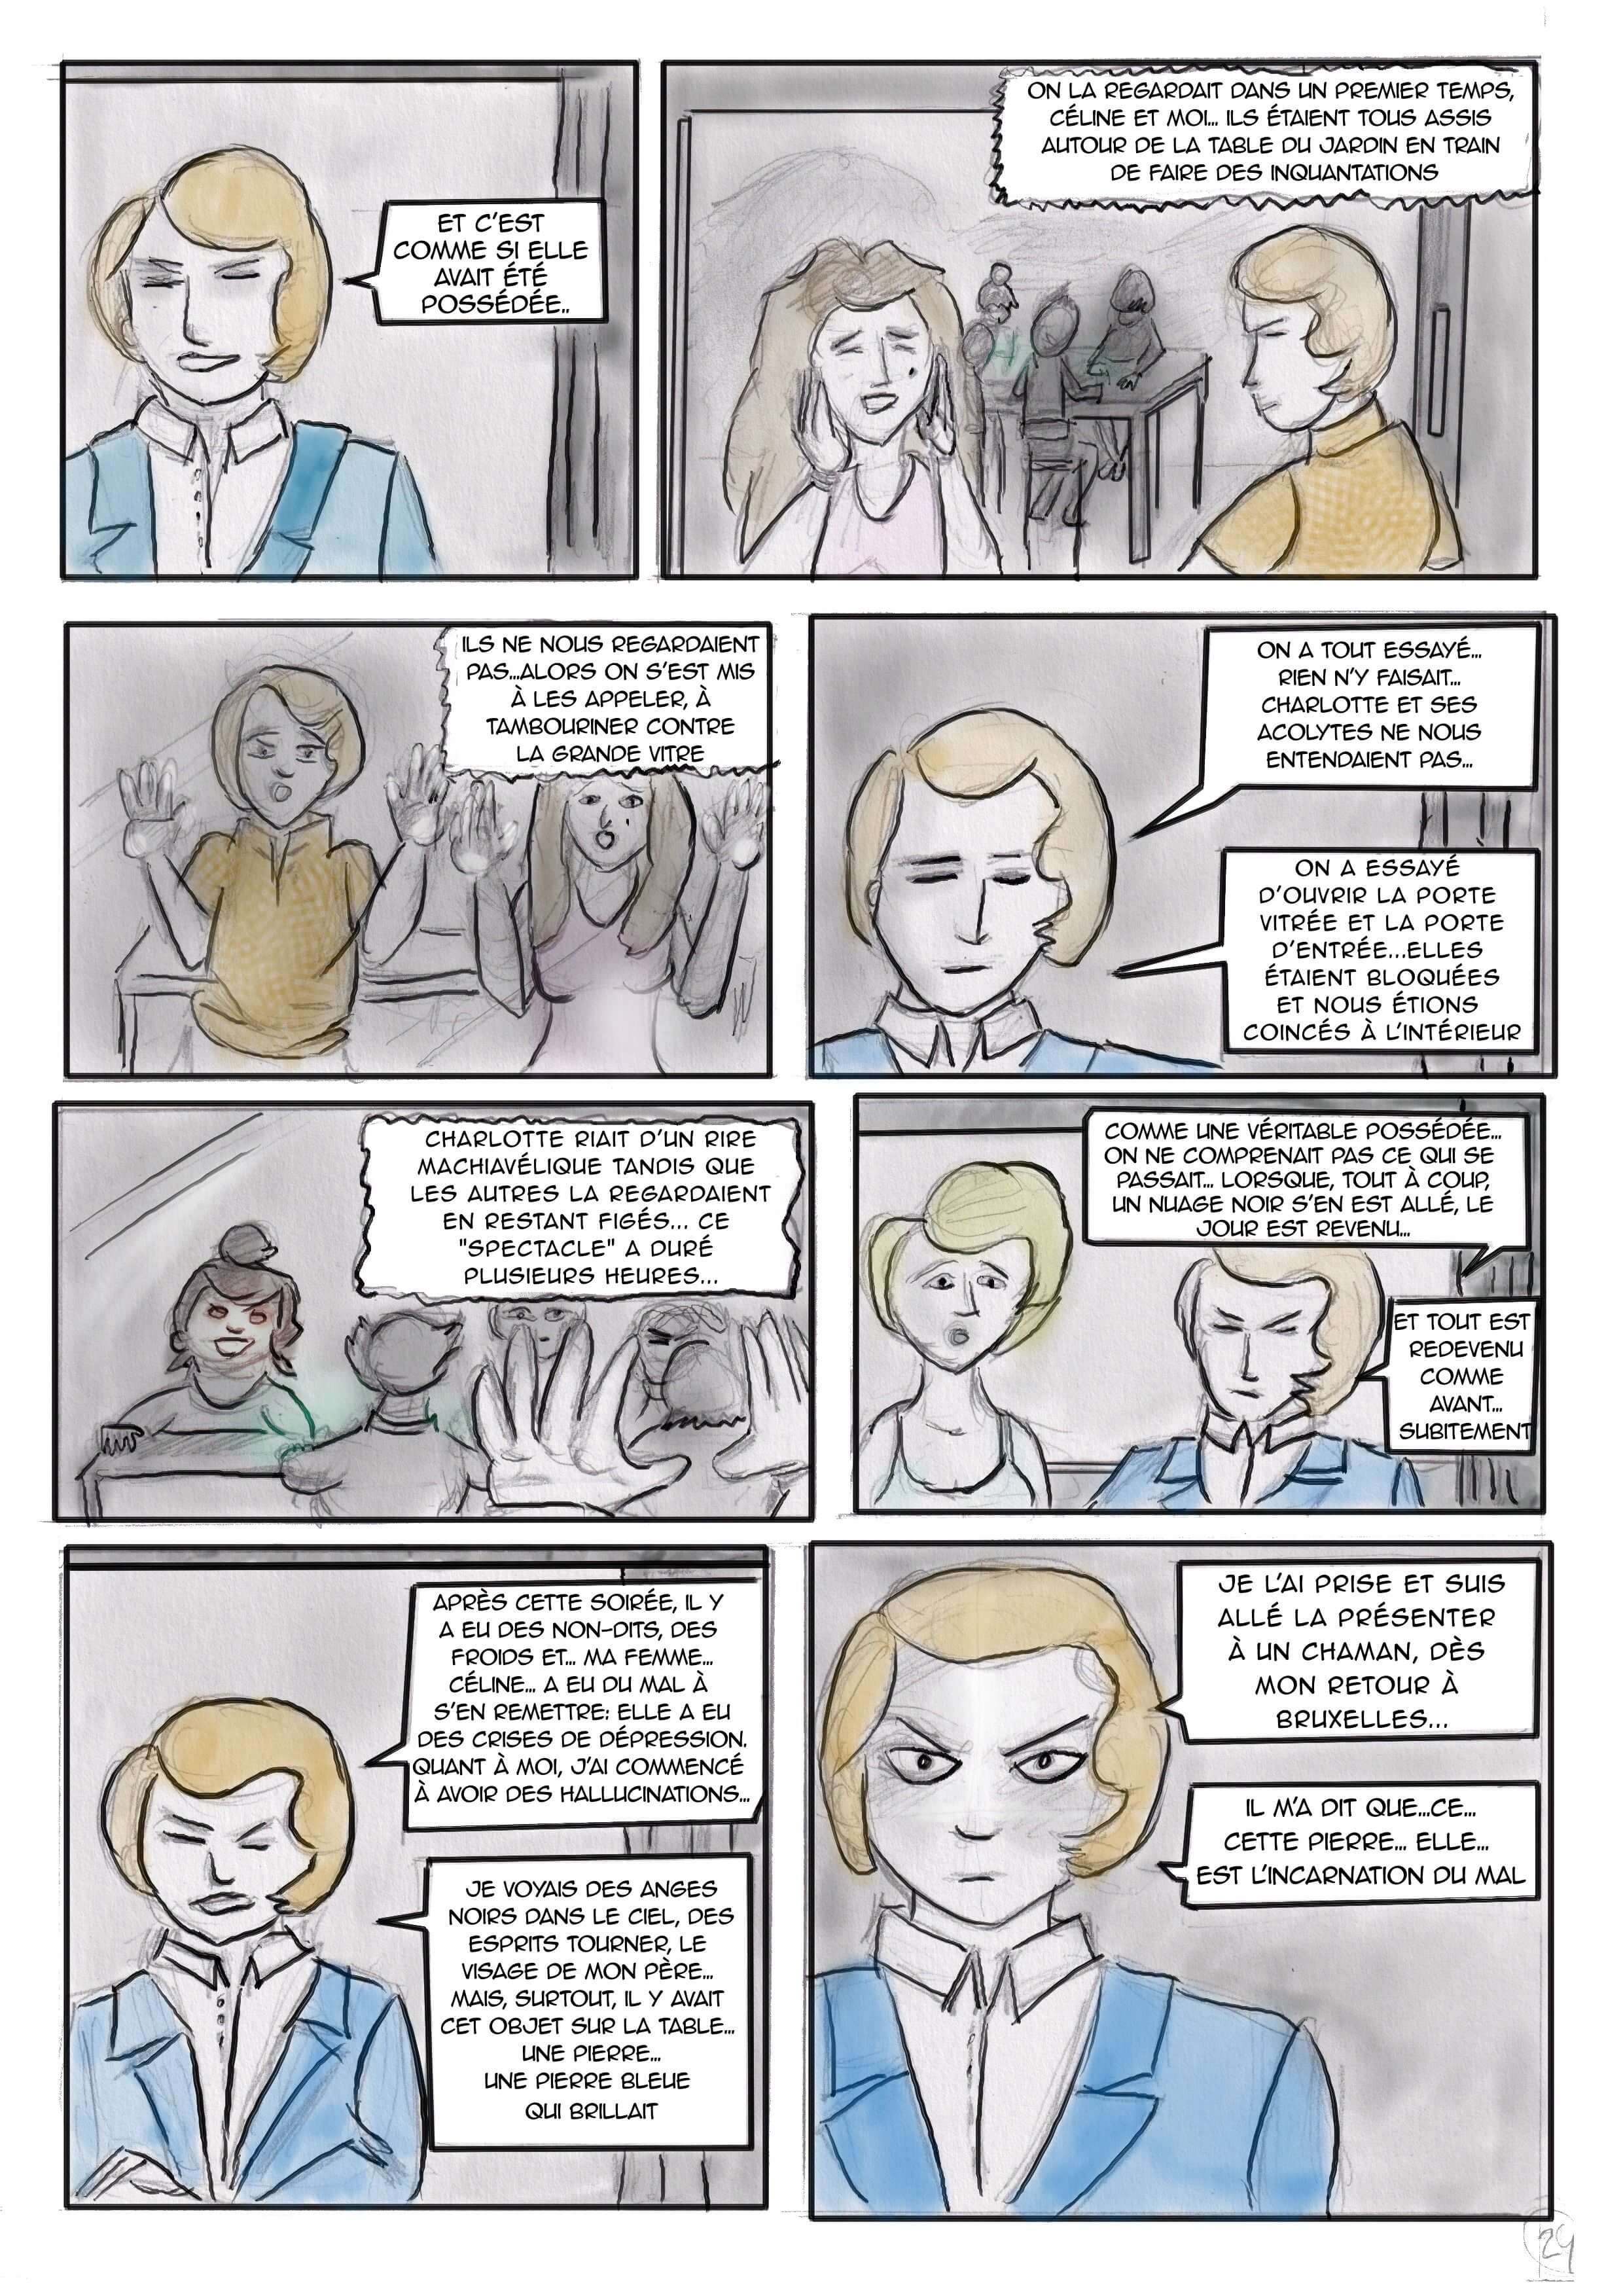 ET C'EST
COMME SI ELLE
AVAIT ÉTÉ
POSSÉDÉE..
ON LA REGARDAIT DANS UN PREMIER TEMPS,
CÉLINE ET MOI... ILS ÉTAIENT TOUS ASSIS
AUTOUR DE LA TABLE DU JARDIN EN TRAIN
DE FAIRE DES INQUANTATIONS
ILS NE NOUS REGARDAIENT
PAS...ALORS ON S'EST MIS
À LES APPELER, À
TAMBOURINER CONTRE
LA GRANDE VITRE
ON A TOUT ESSAYÉ...
RIEN N'Y FAISAIT...
CHARLOTTE ET SES
ACOLYTES NE NOUS
ENTENDAIENT PAS...
ON A ESSAYÉ
D'OUVRIR LA PORTE
VITRÉE ET LA PORTE
D'ENTRÉE...ELLES
ÉTAIENT BLOQUÉES
ET NOUS ÉTIONS
COINCÉS À L'INTÉRIEUR
CHARLOTTE RIAIT D'UN RIRE
MACHIAVÉLIQUE TANDIS QUE
LES AUTRES LA REGARDAIENT
EN RESTANT FIGÉS... CE
"SPECTACLE" A DURÉ
PLUSIEURS HEURES...
COMME UNE VÉRITABLE POSSÉDÉE...
ON NE COMPRENAIT PAS CE QUI SE
PASSAIT... LORSQUE, TOUT À COUP,
UN NUAGE NOIR S'EN EST ALLÉ, LE
JOUR EST REVENU...
ET TOUT EST
REDEVENU
COMME
AVANT...
SUBITEMENT
APRÈS CETTE SOIRÉE, IL Y
A EU DES NON-DITS, DES
FROIDS ET... MA FEMME...
CÉLINE... A EU DU MAL À
S'EN REMETTRE: ELLE A EU
DES CRISES DE DÉPRESSION.
QUANT À MOI, J'AI COMMENCÉ
À AVOIR DES HALLUCINATIONS...
JE VOYAIS DES ANGES
NOIRS DANS LE CIEL, DES
ESPRITS TOURNER, LE
VISAGE DE MON PÈRE...
MAIS, SURTOUT, IL Y AVAIT
CET OBJET SUR LA TABLE...
UNE PIERRE...
UNE PIERRE BLEUE
QUI BRILLAIT
JE L'AI PRISE ET SUIS
ALLÉ LA PRÉSENTER
À UN CHAMAN, DÈS
MON RETOUR À
BRUXELLES...
IL M'A DIT QUE...CE...
CETTE PIERRE... ELLE...
EST L'INCARNATION DU MAL
29